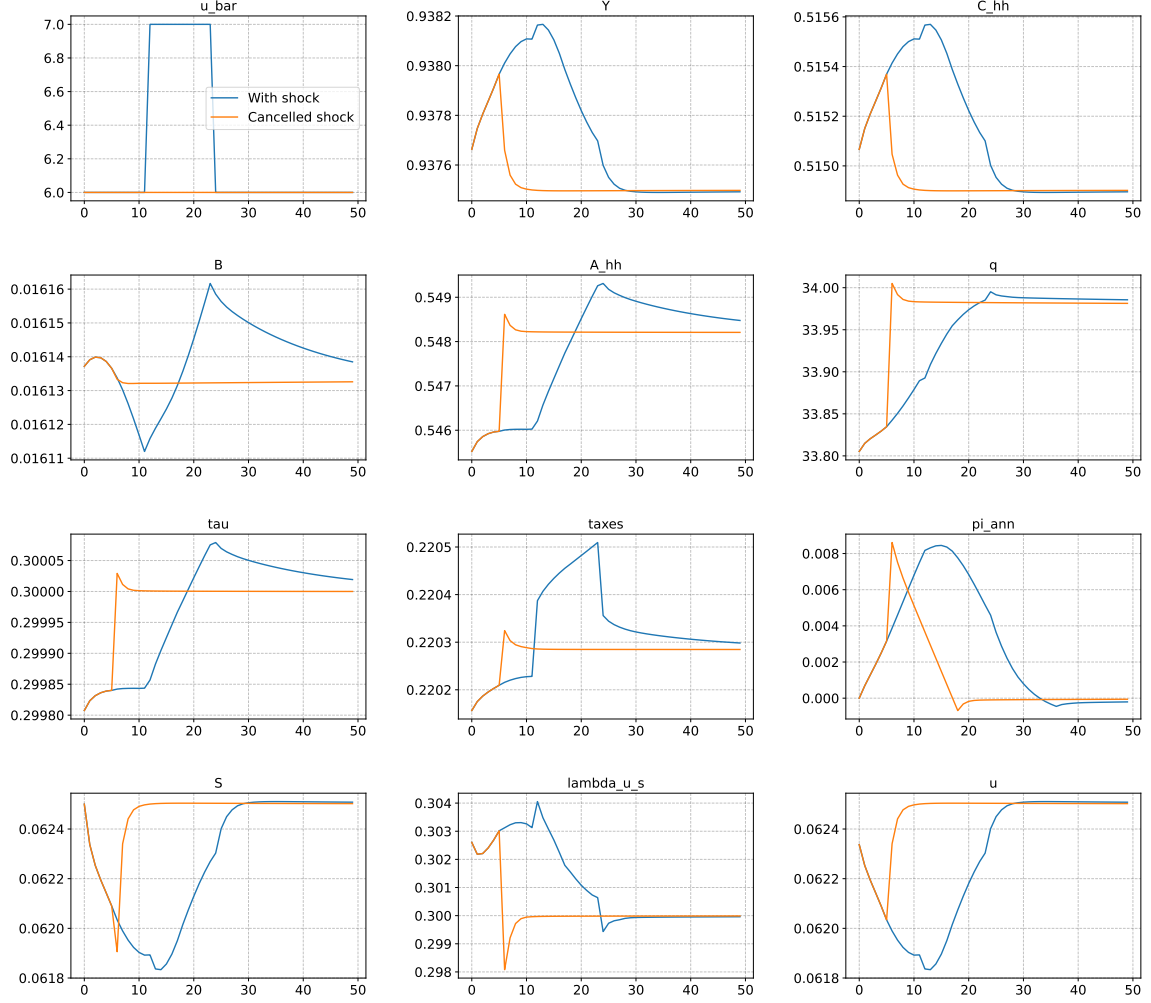 u_bar
7.0
6.8
6.6
6.4
6.2
6.0
With shock
Cancelled shock
0 10 20 30 40 50
Y
0.9382
0.9380
0.9378
0.9376
0 10 20 30 40 50
C_hh
0.5156
0.5154
0.5152
0.5150
0 10 20 30 40 50
B
0.01616
0.01615
0.01614
0.01613
0.01612
0.01611
0 10 20 30 40 50
A_hh
0.549
0.548
0.547
0.546
0 10 20 30 40 50
q
34.00
33.95
33.90
33.85
33.80
0 10 20 30 40 50
tau
0.30005
0.30000
0.29995
0.29990
0.29985
0.29980
0 10 20 30 40 50
taxes
0.2205
0.2204
0.2203
0.2202
0 10 20 30 40 50
pi_ann
0.008
0.006
0.004
0.002
0.000
0 10 20 30 40 50
S
0.0624
0.0622
0.0620
0.0618
0 10 20 30 40 50
lambda_u_s
0.304
0.303
0.302
0.301
0.300
0.299
0.298
0 10 20 30 40 50
u
0.0624
0.0622
0.0620
0.0618
0 10 20 30 40 50